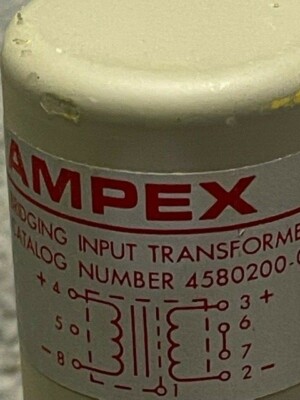 AMPEX
BRIDGING INPUT TRANSFORMER
CATALOG NUMBER 4580200-0
+ 4 3 +
5 6
7
- 8 2 -
1